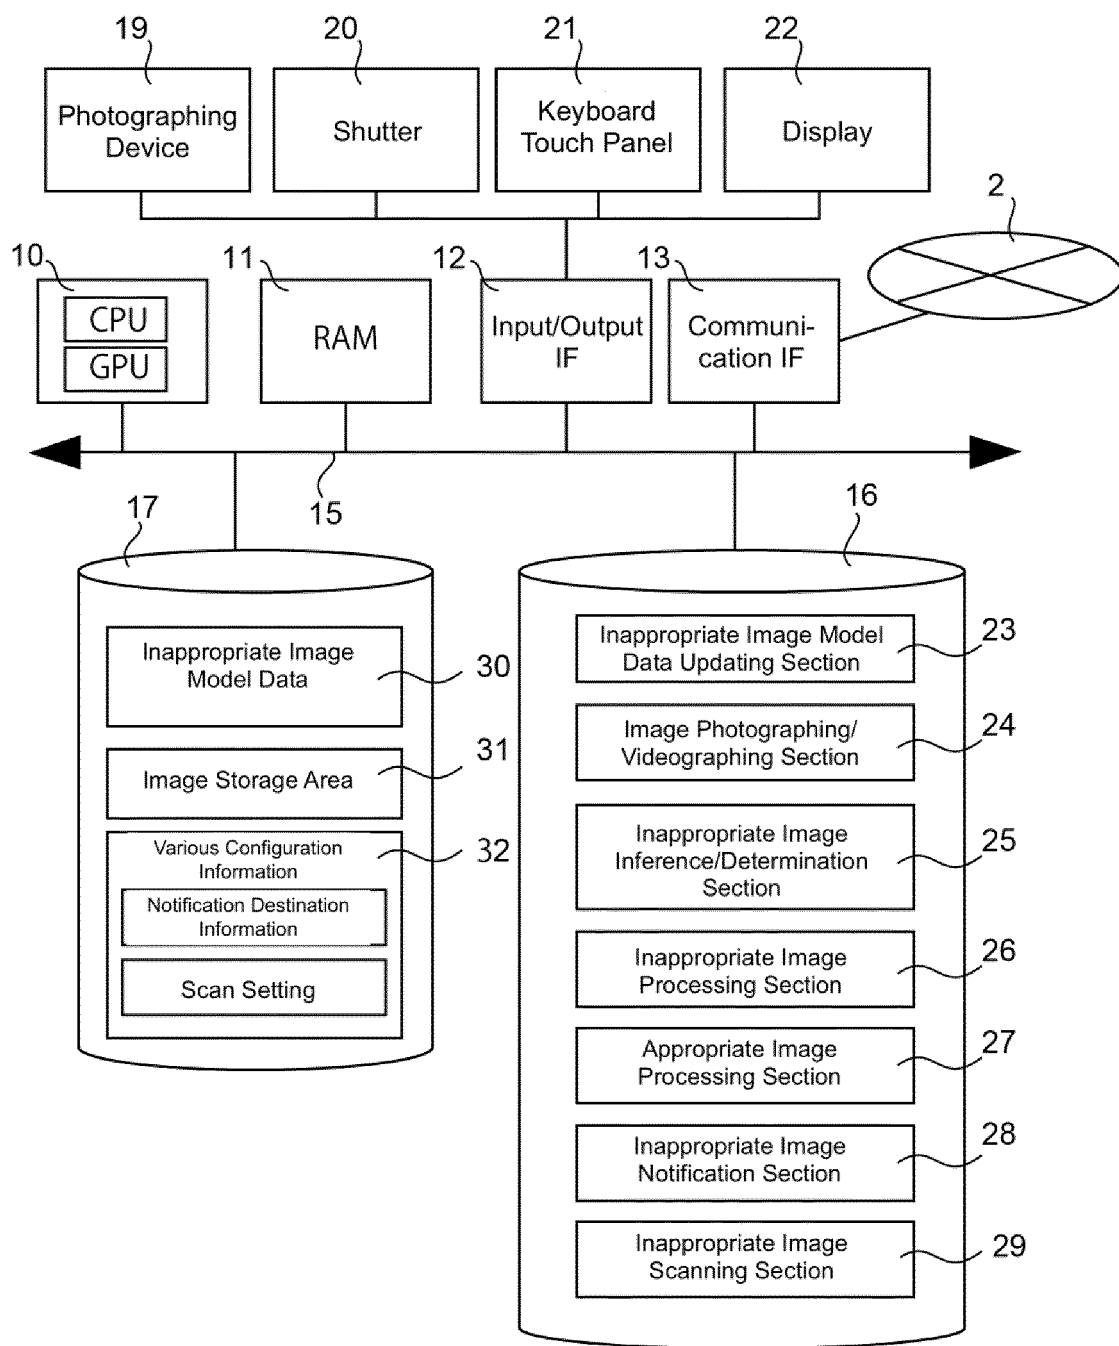 19
20
21
22
Photographing
Device
Shutter
Keyboard
Touch Panel
Display
2
10
11
12
13
CPU
GPU
RAM
Input/Output
IF
Communi-
cation IF
15
17
16
Inappropriate Image
Model Data
30
Image Storage Area
31
Various Configuration
Information
32
Notification Destination
Information
Scan Setting
Inappropriate Image Model
Data Updating Section
23
Image Photographing/
Videographing Section
24
Inappropriate Image
Inference/Determination
Section
25
Inappropriate Image
Processing Section
26
Appropriate Image
Processing Section
27
Inappropriate Image
Notification Section
28
Inappropriate Image
Scanning Section
29